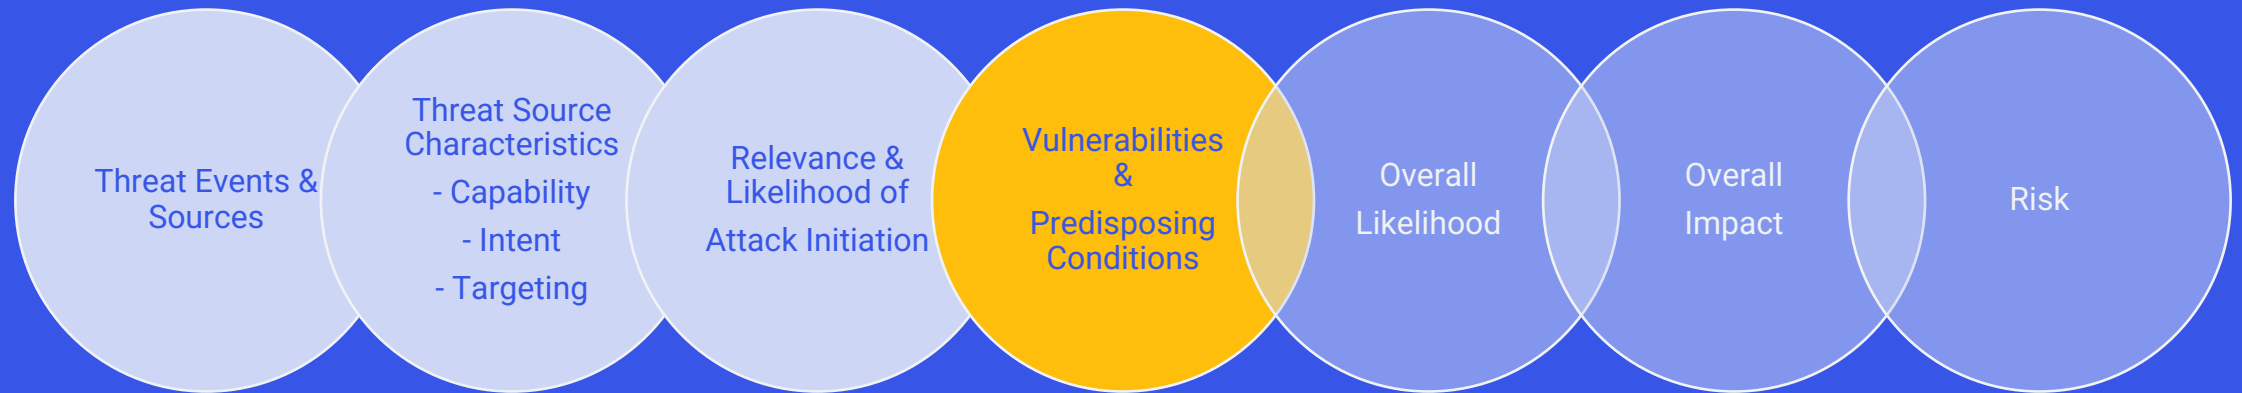 Threat Events &
Sources
Threat Source
Characteristics
- Capability
- Intent
- Targeting
Relevance &
Likelihood of
Attack Initiation
Vulnerabilities
&
Predisposing
Conditions
Overall
Likelihood
Overall
Impact
Risk